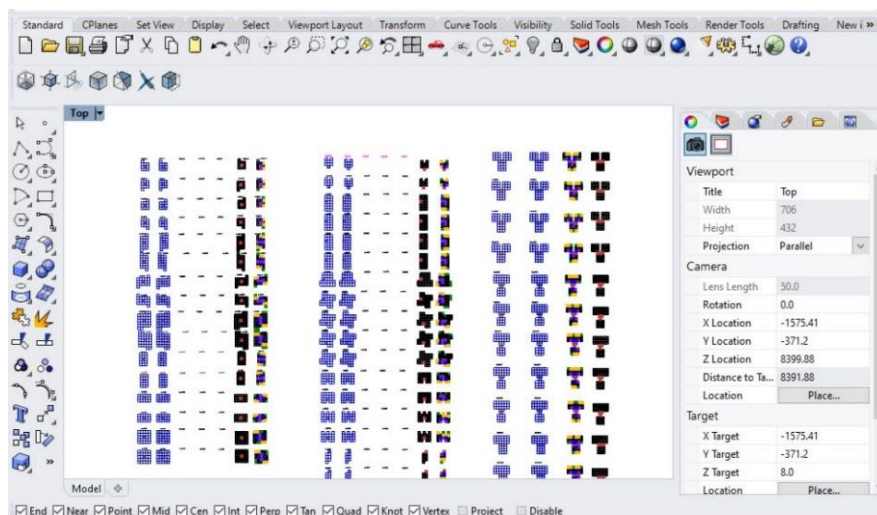 Standard CPlanes Set View Display Select Viewport Layout Transform Curve Tools Visibility Solid Tools Mesh Tools Render Tools Drafting New i »
Top
Viewport
Title Top
Width 706
Height 432
Projection Parallel
Camera
Lens Length 50.0
Rotation 0.0
X Location -1575.41
Y Location -371.2
Z Location 8399.88
Distance to Ta... 8391.88
Location Place...
Target
X Target -1575.41
Y Target -371.2
Z Target 8.0
Location Place...
Model
End Near Point Mid Cen Int Perp Tan Quad Knot Vertex Project Disable